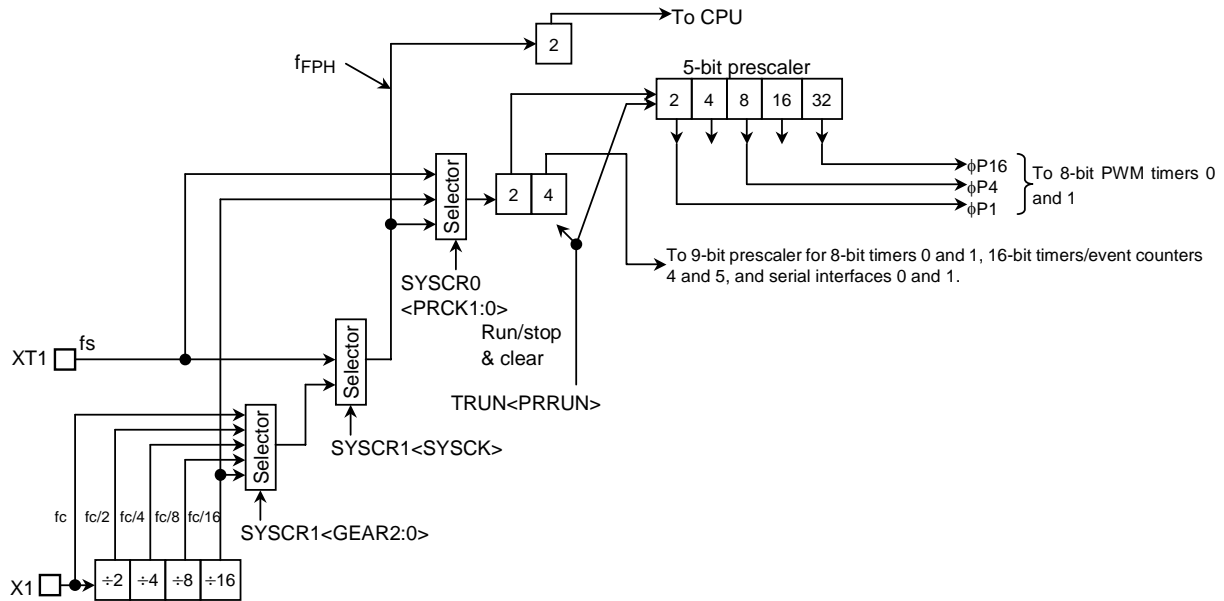 To CPU
2
fFPH
5-bit prescaler
2 4 8 16 32
Selector
2 4
ϕP16
ϕP4
ϕP1
To 8-bit PWM timers 0
and 1
SYSCR0
<PRCK1:0>
To 9-bit prescaler for 8-bit timers 0 and 1, 16-bit timers/event counters
4 and 5, and serial interfaces 0 and 1.
Run/stop
& clear
TRUN<PRRUN>
XT1
fs
Selector
SYSCR1<SYSCK>
Selector
fc fc/2 fc/4 fc/8 fc/16
SYSCR1<GEAR2:0>
X1
÷2 ÷4 ÷8 ÷16